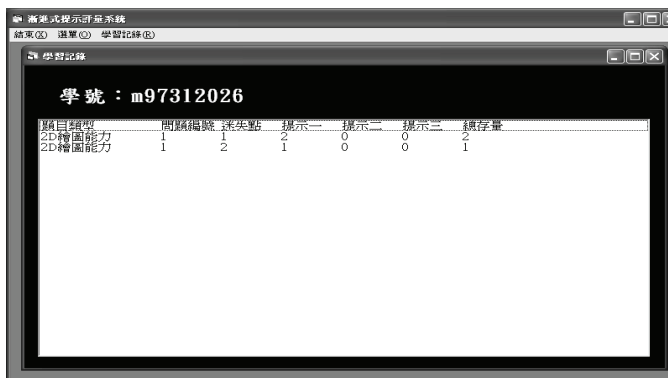 漸進式提示評量系統
結束(X) 選單(O) 學習記錄(R)
學習記錄
學號：m97312026
題目類型 問題編號 迷失點 提示一 提示二 提示三 總存量
2D繪圖能力 1 1 2 0 0 2
2D繪圖能力 1 2 1 0 0 1